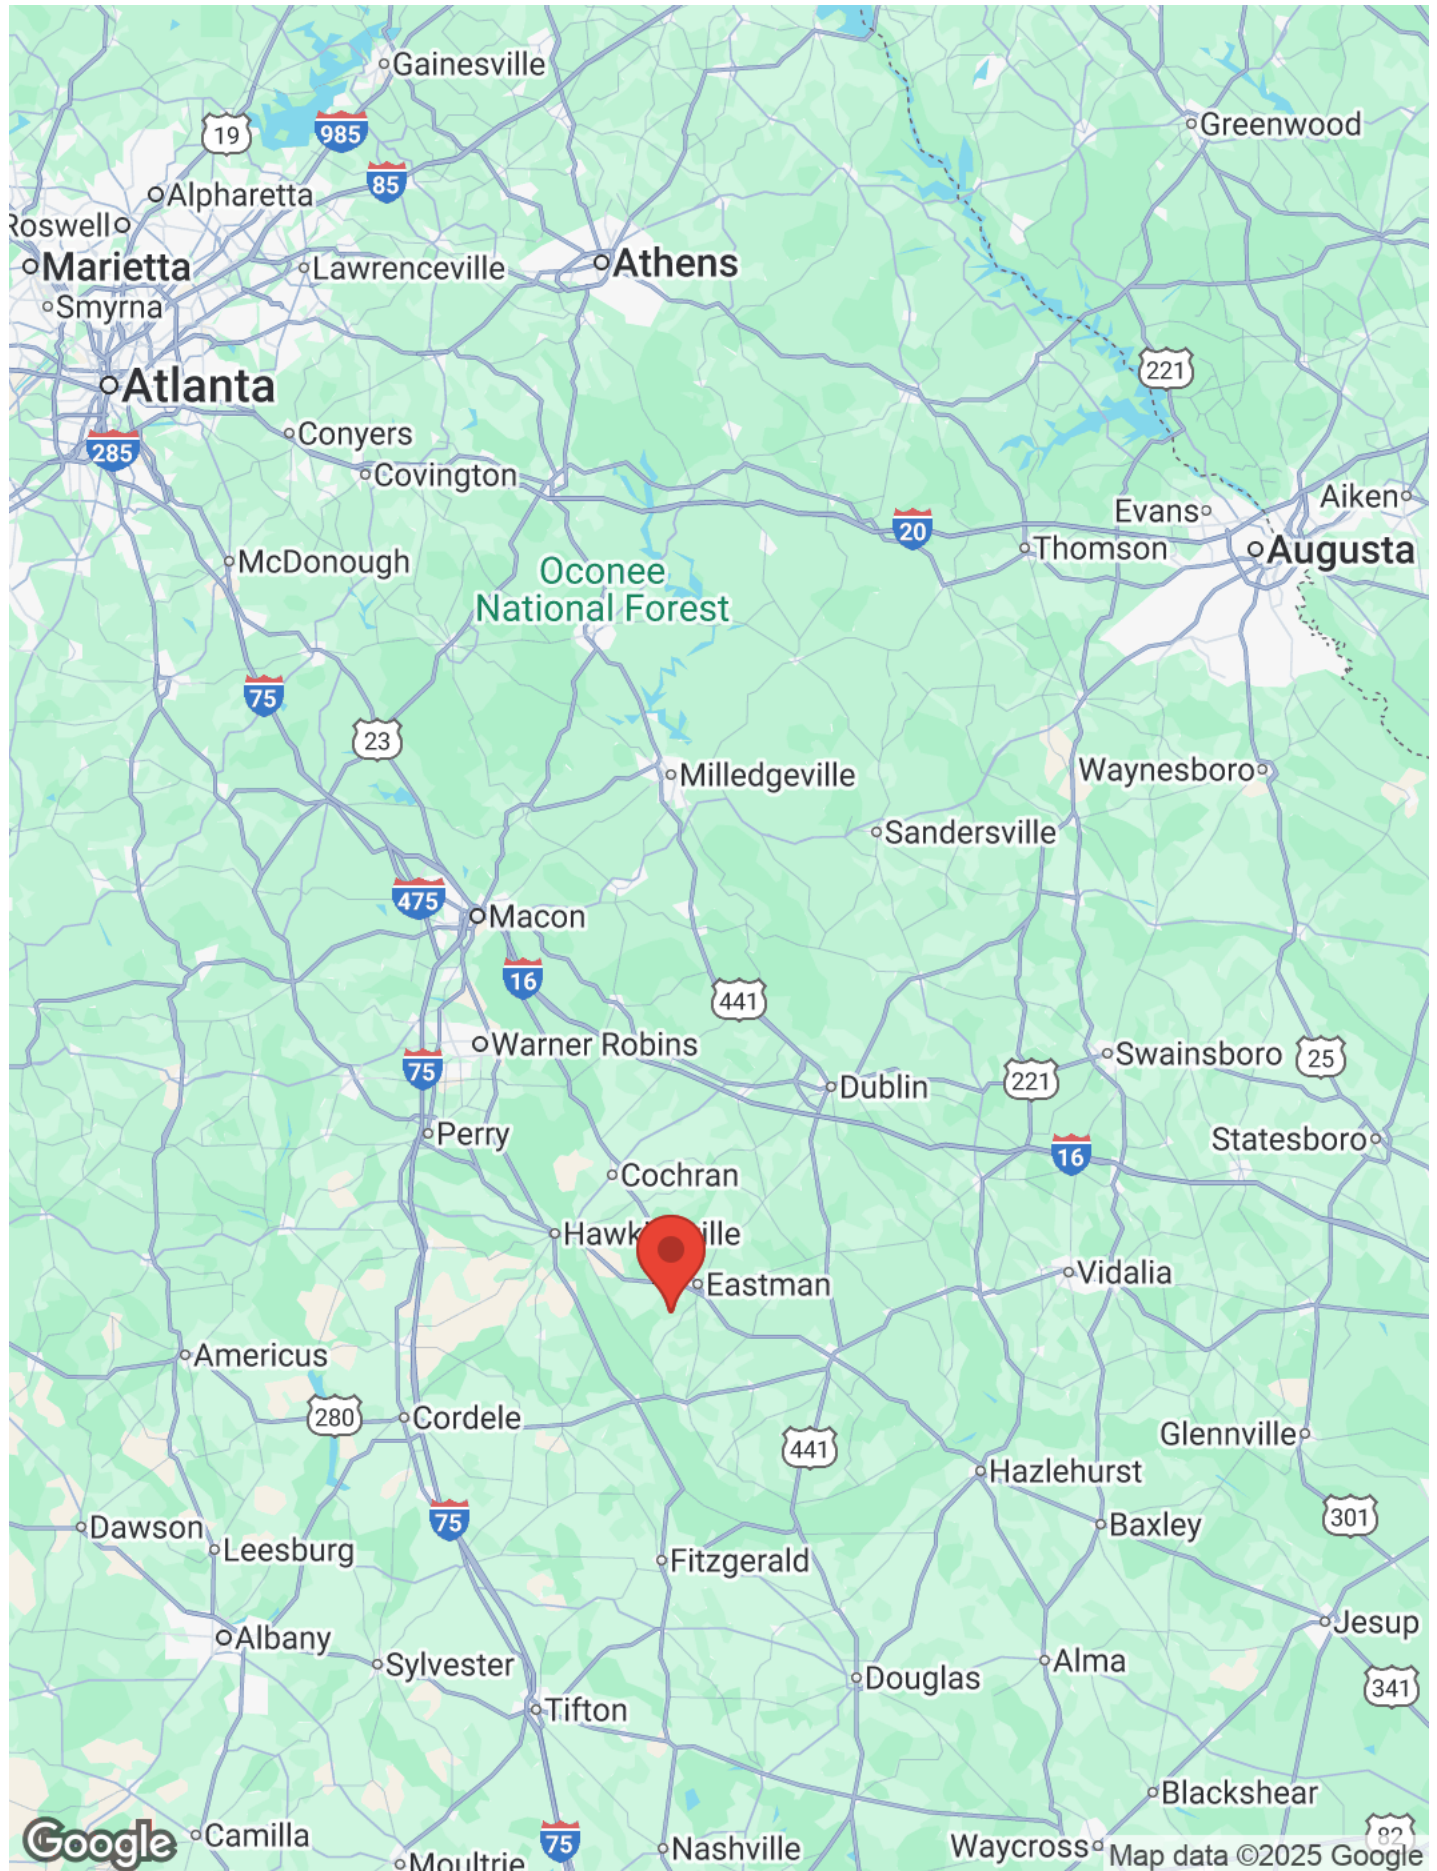 Gainesville
19
985
Greenwood
85
Alpharetta
Roswell
Marietta
Lawrenceville
Athens
Smyrna
221
Atlanta
Conyers
285
Covington
Aiken
Evans
20
Thomson
Augusta
McDonough
Oconee
National Forest
75
23
Waynesboro
Milledgeville
Sandersville
475
Macon
16
441
Warner Robins
Swainsboro
25
75
221
Dublin
Perry
Statesboro
16
Cochran
Hawk ille
Vidalia
Eastman
Americus
280
Cordele
441
Glennville
Hazlehurst
75
301
Dawson
Baxley
Leesburg
Fitzgerald
Jesup
Albany
Sylvester
Alma
Douglas
341
Tifton
Blackshear
82
Google
Camilla
75
Nashville
Waycross
Map data ©2025 Google
Moultrie